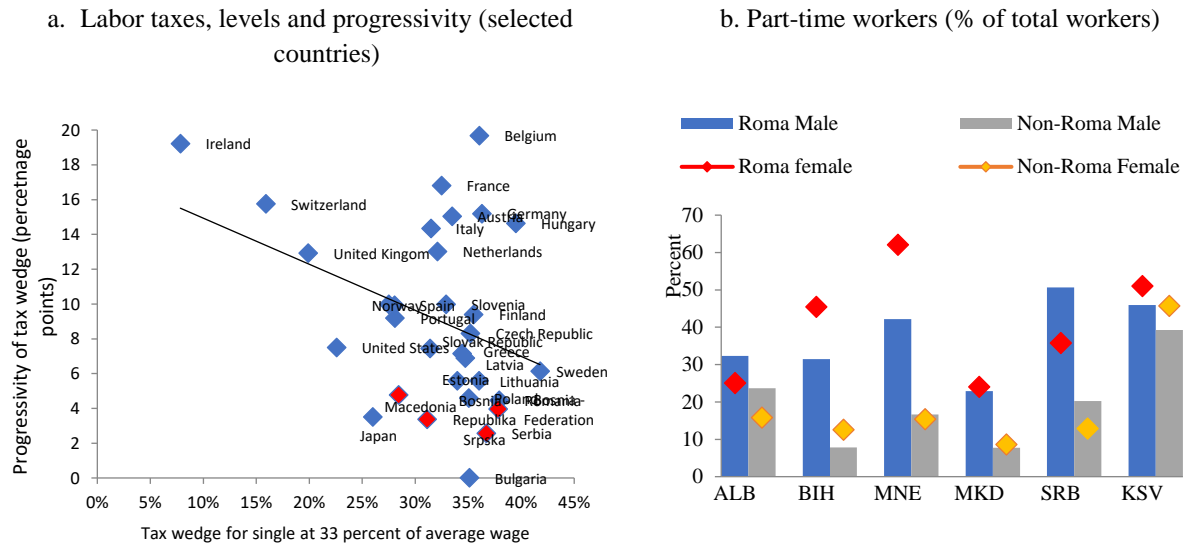 a. Labor taxes, levels and progressivity (selected
countries)
Progressivity of tax wedge (percetnage
points)
20
18
16
14
12
10
8
6
4
2
0
Belgium
Ireland
France
Switzerland
Germany
Austria
Hungary
Italy
United Kingom
Netherlands
Norway
Spain
Slovenia
Portugal
Finland
Czech Republic
Slovak Republic
United States
Greece
Latvia
Sweden
Estonia
Lithuania
Poland
Romania
Bosnia -
Federation
Macedonia
Bosnia -
Republika
Srpska
Japan
Serbia
Bulgaria
0% 5% 10% 15% 20% 25% 30% 35% 40% 45%
Tax wedge for single at 33 percent of average wage
b. Part-time workers (% of total workers)
Roma Male
Non-Roma Male
Roma female
Non-Roma Female
Percent
70
60
50
40
30
20
10
0
ALB BIH MNE MKD SRB KSV